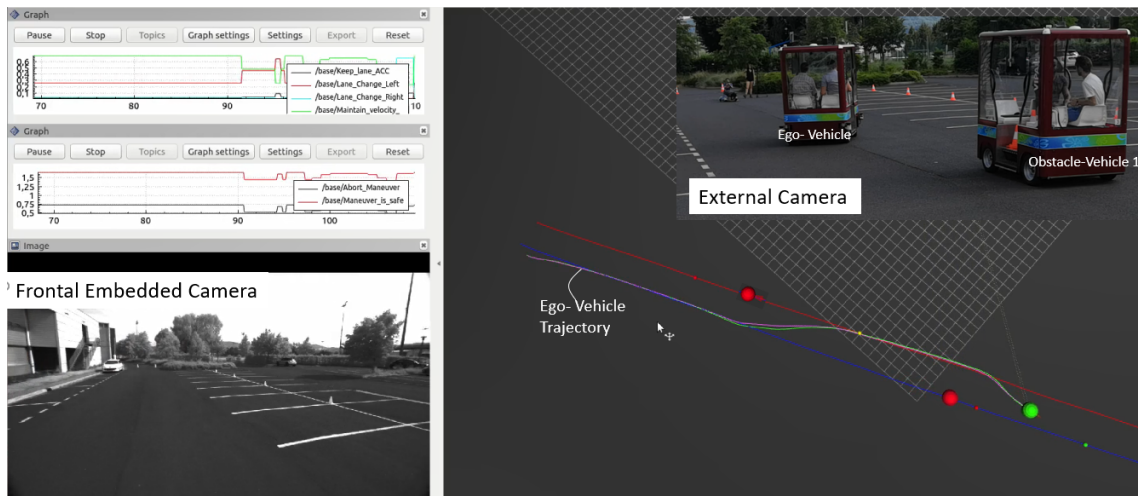 Graph
Pause Stop Topics Graph settings Settings Export Reset
0,6
0,5
0,4
0,3
0,2
0,1
/base/Keep_lane_ACC
/base/Lane_Change_Left
/base/Lane_Change_Right
/base/Maintain_velocity_
70 80 90 10
Graph
Pause Stop Topics Graph settings Settings Export Reset
1,5
1,25
1
0,75
0,5
/base/Abort_Maneuver
/base/Maneuver_is_safe
70 80 90 100
Image
Frontal Embedded Camera
Ego- Vehicle
Obstacle-Vehicle 1
External Camera
Ego- Vehicle
Trajectory